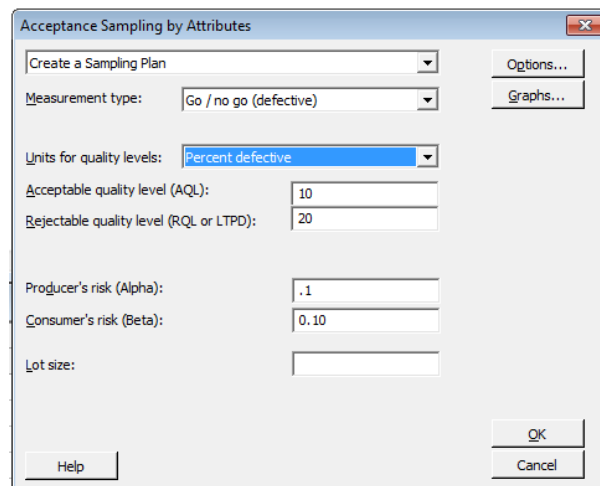 Acceptance Sampling by Attributes
Create a Sampling Plan
Options...
Measurement type: Go / no go (defective)
Graphs...
Units for quality levels: Percent defective
Acceptable quality level (AQL): 10
Rejectable quality level (RQL or LTPD): 20
Producer's risk (Alpha): .1
Consumer's risk (Beta): 0.10
Lot size:
OK
Help
Cancel